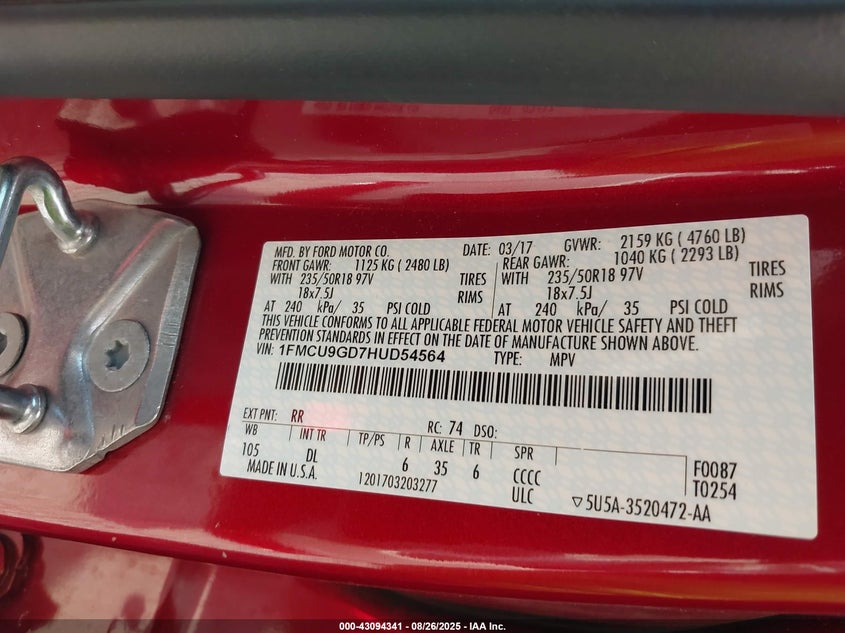 MFD. BY FORD MOTOR CO. DATE: 03/17 GVWR: 2159 KG ( 4760 LB)
FRONT GAWR: 1125 KG ( 2480 LB) REAR GAWR: 1040 KG ( 2293 LB)
WITH 235/50R18 97V TIRES WITH 235/50R18 97V TIRES
18x7.5J RIMS 18x7.5J RIMS
AT 240 kPa/ 35 PSI COLD AT 240 kPa/ 35 PSI COLD
THIS VEHICLE CONFORMS TO ALL APPLICABLE FEDERAL MOTOR VEHICLE SAFETY AND THEFT
PREVENTION STANDARDS IN EFFECT ON THE DATE OF MANUFACTURE SHOWN ABOVE.
VIN: 1FMCU9GD7HUD54564 TYPE: MPV
EXT PNT: RR RC: 74 DSO:
WB INT TR TP/PS R AXLE TR SPR
105 DL 6 35 6 CCCC F0087
MADE IN U.S.A. 1201703203277 ULC T0254
▽5U5A-3520472-AA
000-43094341 - 08/26/2025 - IAA Inc.